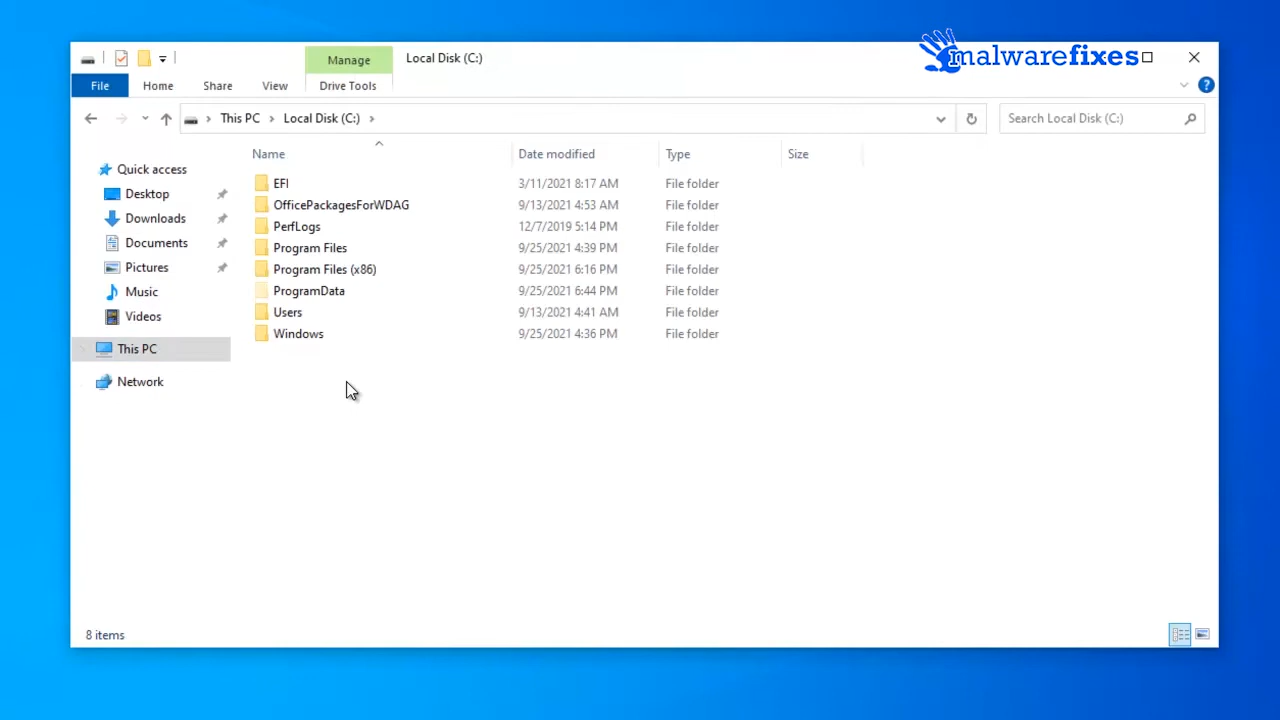 Manage
Local Disk (C:)
malwarefixes
File
Home
Share
View
Drive Tools
?
This PC > Local Disk (C:) >
Search Local Disk (C:)
Name
Date modified
Type
Size
Quick access
Desktop
Downloads
Documents
Pictures
Music
Videos
This PC
Network
EFI 3/11/2021 8:17 AM File folder
OfficePackagesForWDAG 9/13/2021 4:53 AM File folder
PerfLogs 12/7/2019 5:14 PM File folder
Program Files 9/25/2021 4:39 PM File folder
Program Files (x86) 9/25/2021 6:16 PM File folder
ProgramData 9/25/2021 6:44 PM File folder
Users 9/13/2021 4:41 AM File folder
Windows 9/25/2021 4:36 PM File folder
8 items